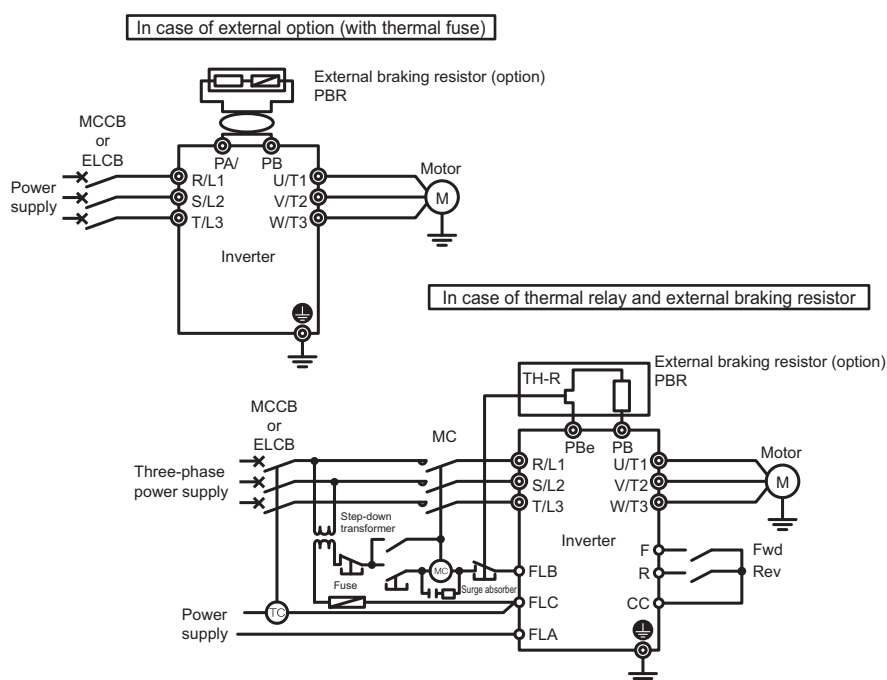 In case of external option (with thermal fuse)
External braking resistor (option)
PBR
MCCB
or
ELCB
PA/
PB
Power
supply
R/L1
S/L2
T/L3
U/T1
V/T2
W/T3
Motor
M
Inverter
In case of thermal relay and external braking resistor
TH-R
External braking resistor (option)
PBR
MCCB
or
ELCB
MC
PBe
PB
Three-phase
power supply
R/L1
S/L2
T/L3
U/T1
V/T2
W/T3
Motor
M
Step-down
transformer
Inverter
F
Fwd
R
Rev
MC
FLB
Fuse
Surge absorber
FLC
CC
TC
Power
supply
FLA